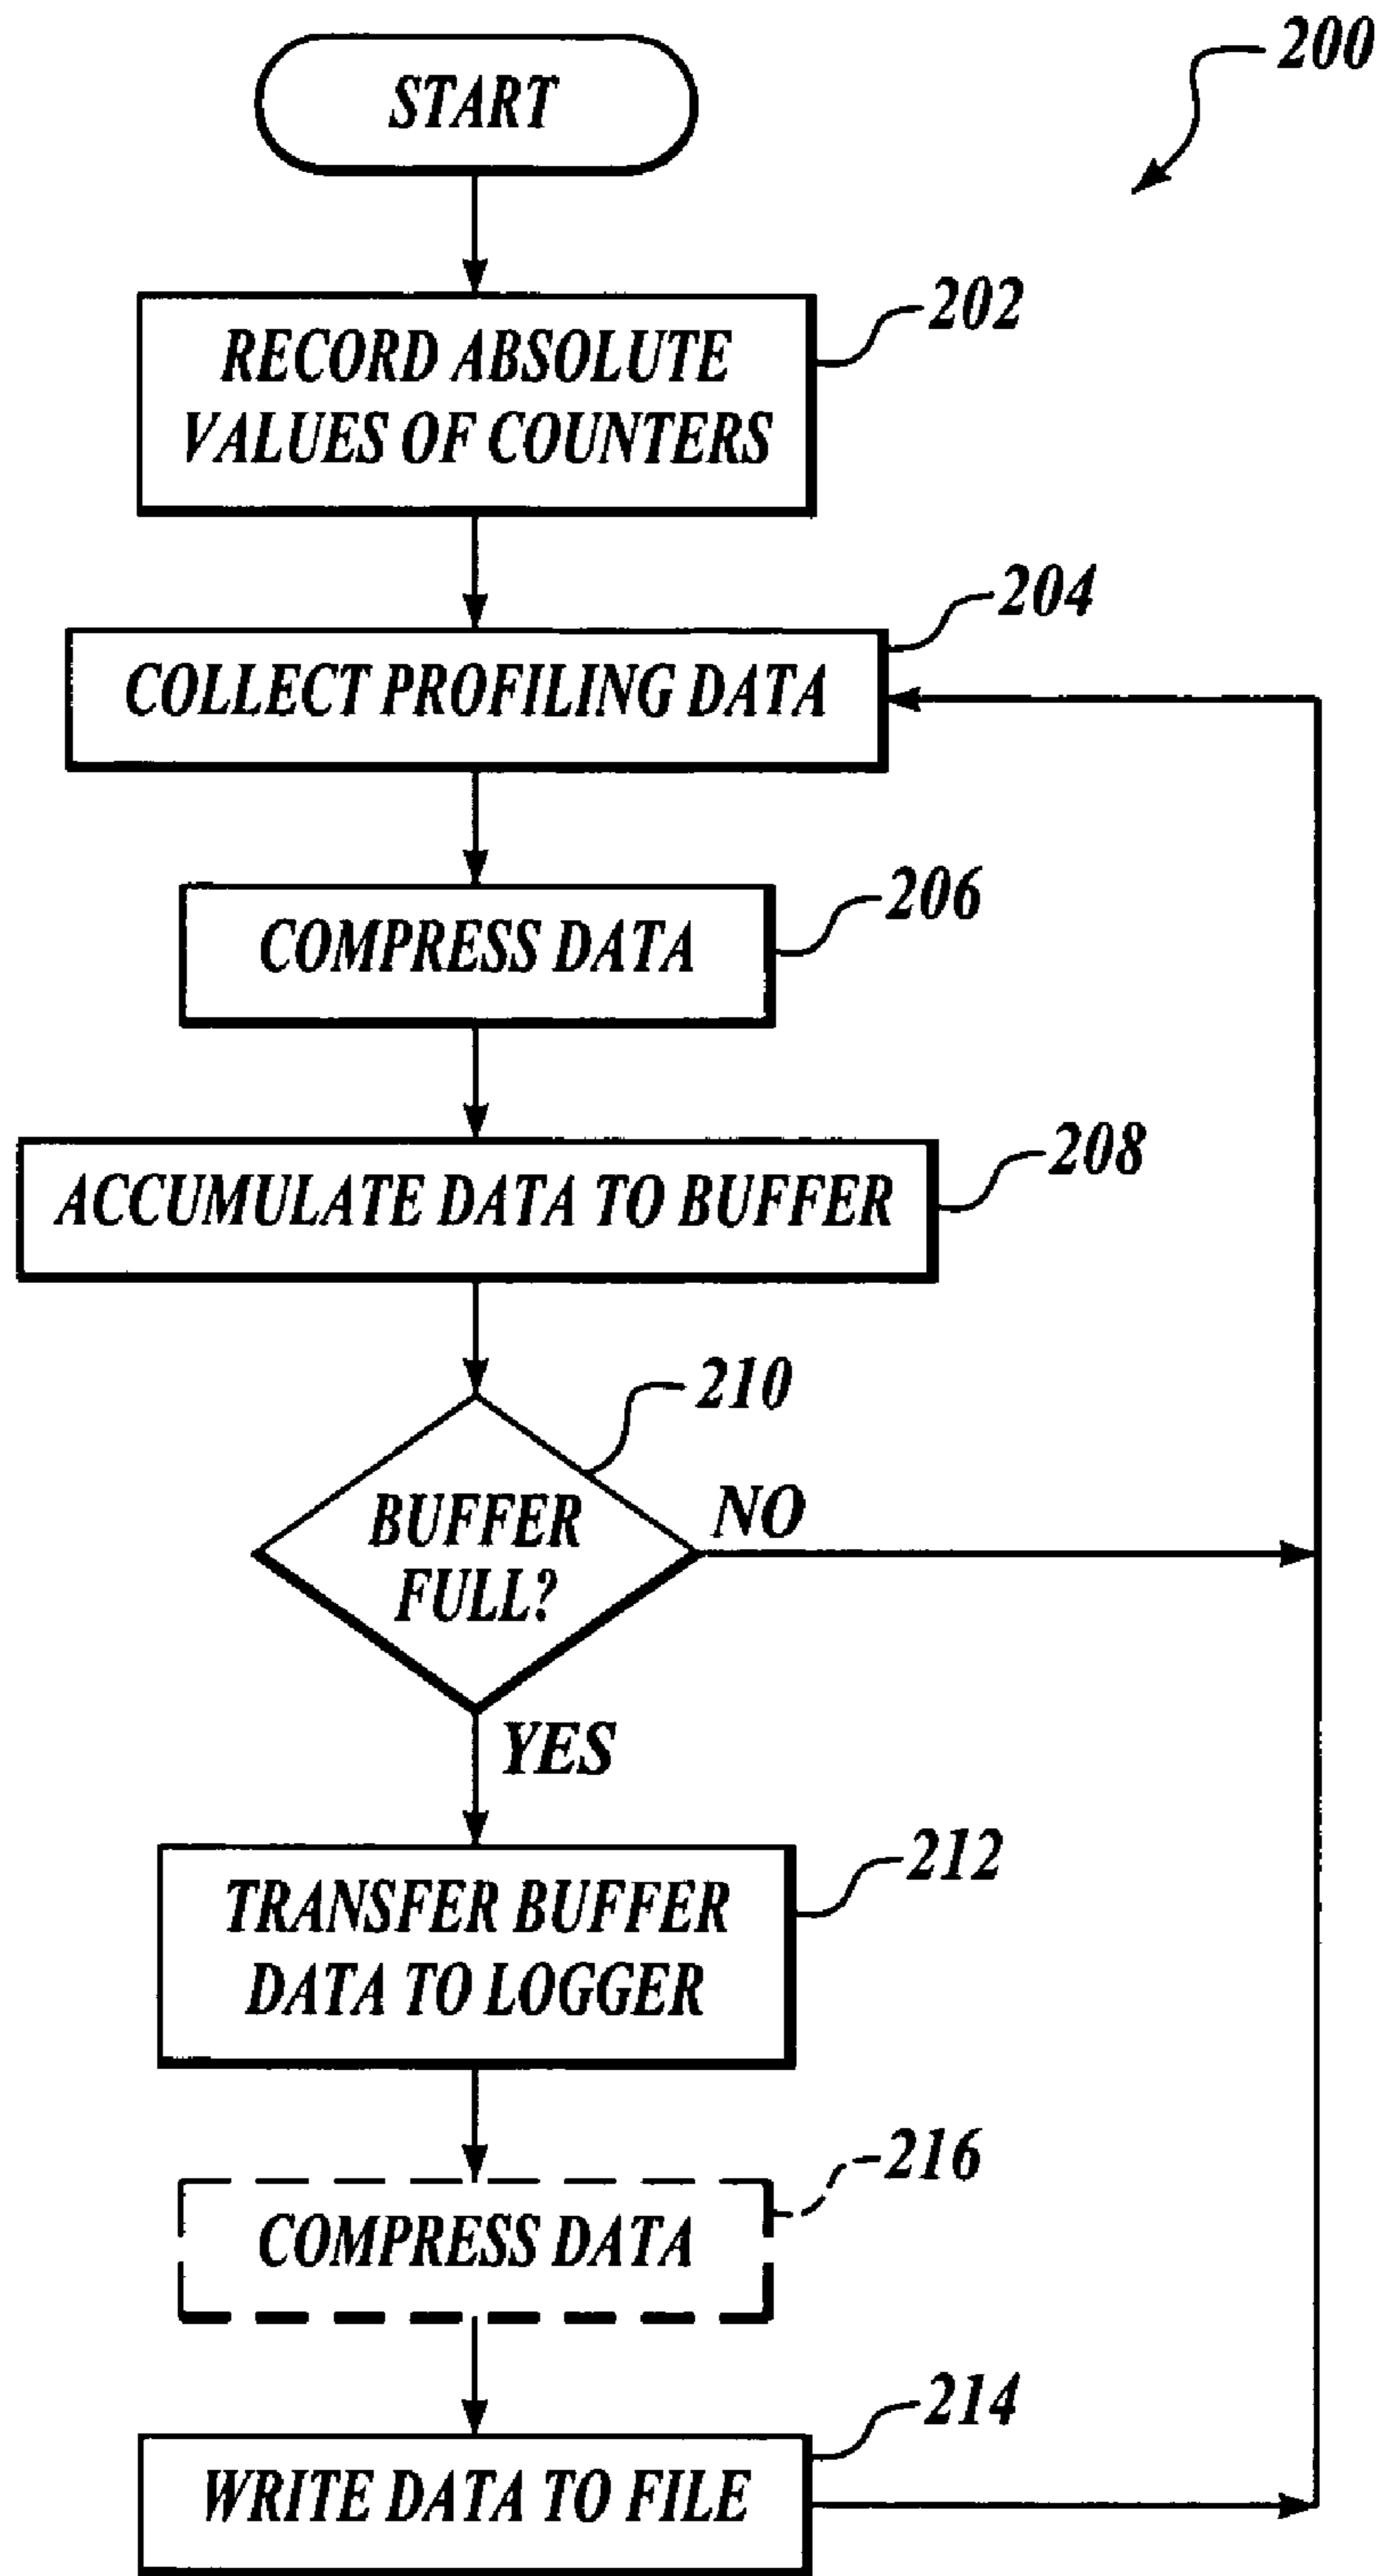 200
START
202
RECORD ABSOLUTE
VALUES OF COUNTERS
204
COLLECT PROFILING DATA
206
COMPRESS DATA
208
ACCUMULATE DATA TO BUFFER
210
BUFFER
FULL?
NO
YES
212
TRANSFER BUFFER
DATA TO LOGGER
216
COMPRESS DATA
214
WRITE DATA TO FILE